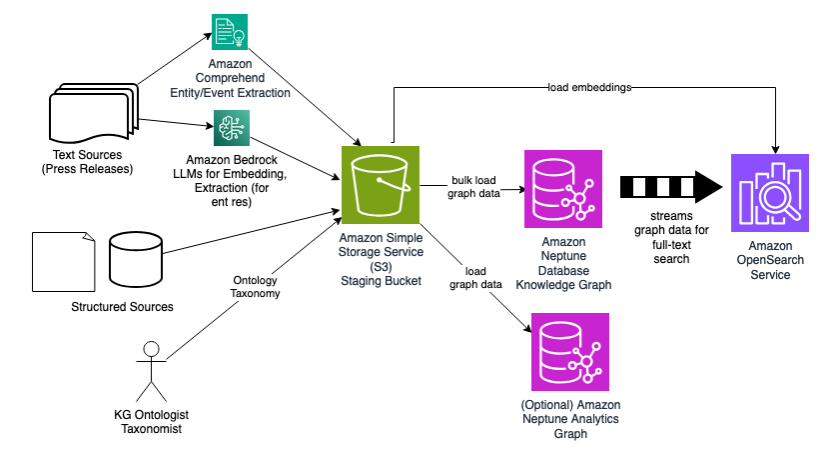 Amazon
Comprehend
Entity/Event Extraction
load embeddings
Text Sources
(Press Releases)
Amazon Bedrock
LLMs for Embedding,
Extraction (for
ent res)
bulk load
graph data
streams
graph data for
full-text
search
Amazon Simple
Storage Service
(S3)
Staging Bucket
Amazon
Neptune
Database
Knowledge Graph
Amazon
OpenSearch
Service
Structured Sources
Ontology
Taxonomy
load
graph data
KG Ontologist
Taxonomist
(Optional) Amazon
Neptune Analytics
Graph